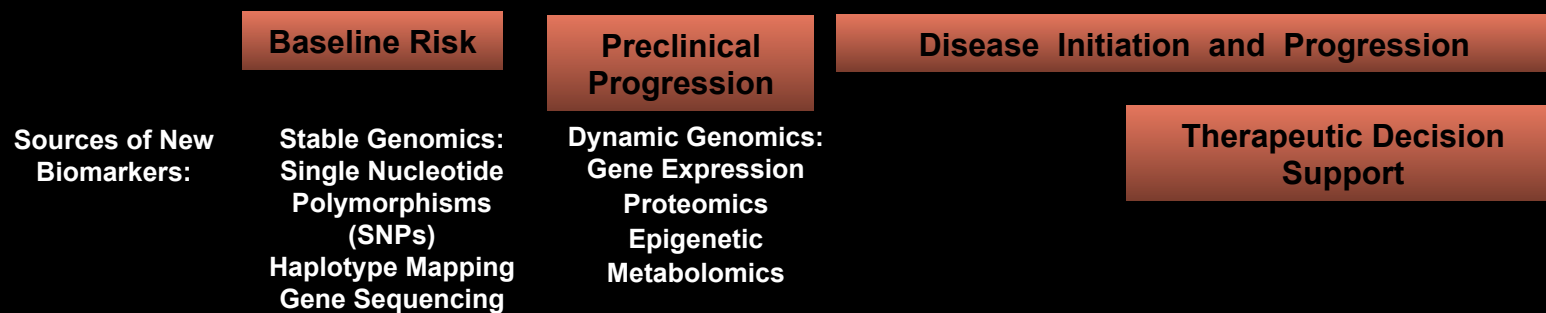 Baseline Risk
Preclinical
Progression
Disease Initiation and Progression
Therapeutic Decision
Support
Sources of New
Biomarkers:
Stable Genomics:
Single Nucleotide
Polymorphisms
(SNPs)
Haplotype Mapping
Gene Sequencing
Dynamic Genomics:
Gene Expression
Proteomics
Epigenetic
Metabolomics